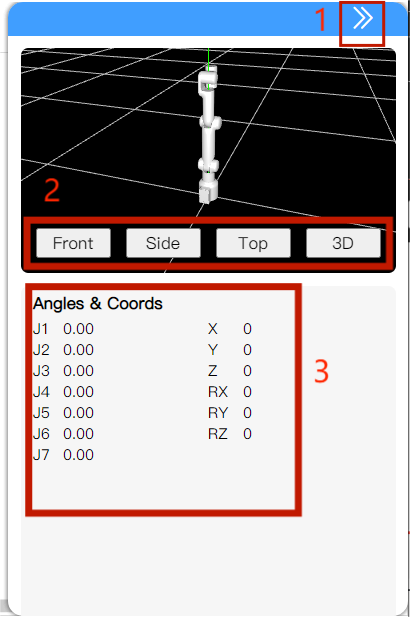 1
2
Front Side Top 3D
Angles & Coords
J1 0.00 X 0
J2 0.00 Y 0
J3 0.00 Z 0
J4 0.00 RX 0
J5 0.00 RY 0
J6 0.00 RZ 0
J7 0.00
3